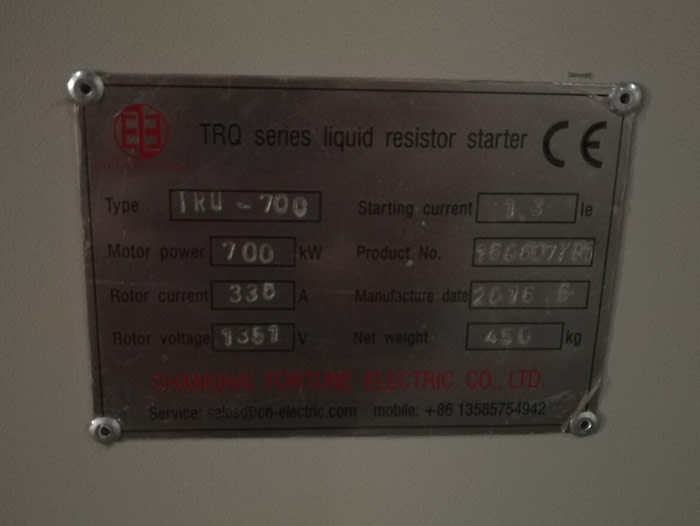 TRQ series liquid resistor starter CE
Type TRQ-700 Starting current 1.3 Ie
Motor power 700 kW Product No.
Rotor current A Manufacture date 2016.6
Rotor voltage 1351 V Net weight 450 kg
SHANGHAI FORTUNE ELECTRIC CO., LTD.
Service: sales@cn-electric.com mobile: +86 13585754942